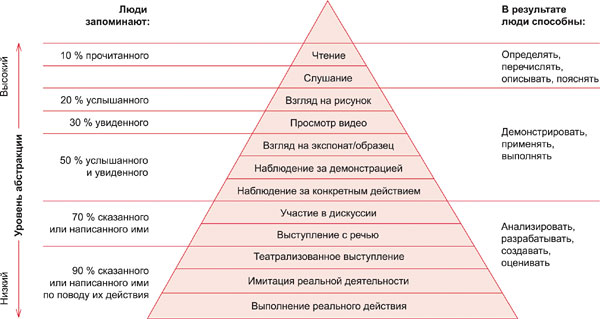 Люди
запоминают:
В результате
люди способны:
Высокий
Уровень абстракции
Низкий
10 % прочитанного
20 % услышанного
30 % увиденного
50 % услышанного
и увиденного
70 % сказанного
или написанного ими
90 % сказанного
или написанного ими
по поводу их действия
Чтение
Слушание
Взгляд на рисунок
Просмотр видео
Взгляд на экспонат/образец
Наблюдение за демонстрацией
Наблюдение за конкретным действием
Участие в дискуссии
Выступление с речью
Театрализованное выступление
Имитация реальной деятельности
Выполнение реального действия
Определять,
перечислять,
описывать, пояснять
Демонстрировать,
применять,
выполнять
Анализировать,
разрабатывать,
создавать,
оценивать